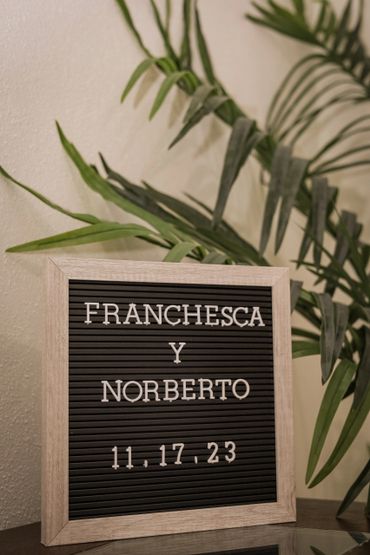 FRANCHESCA
Y
NORBERTO
11.17.23